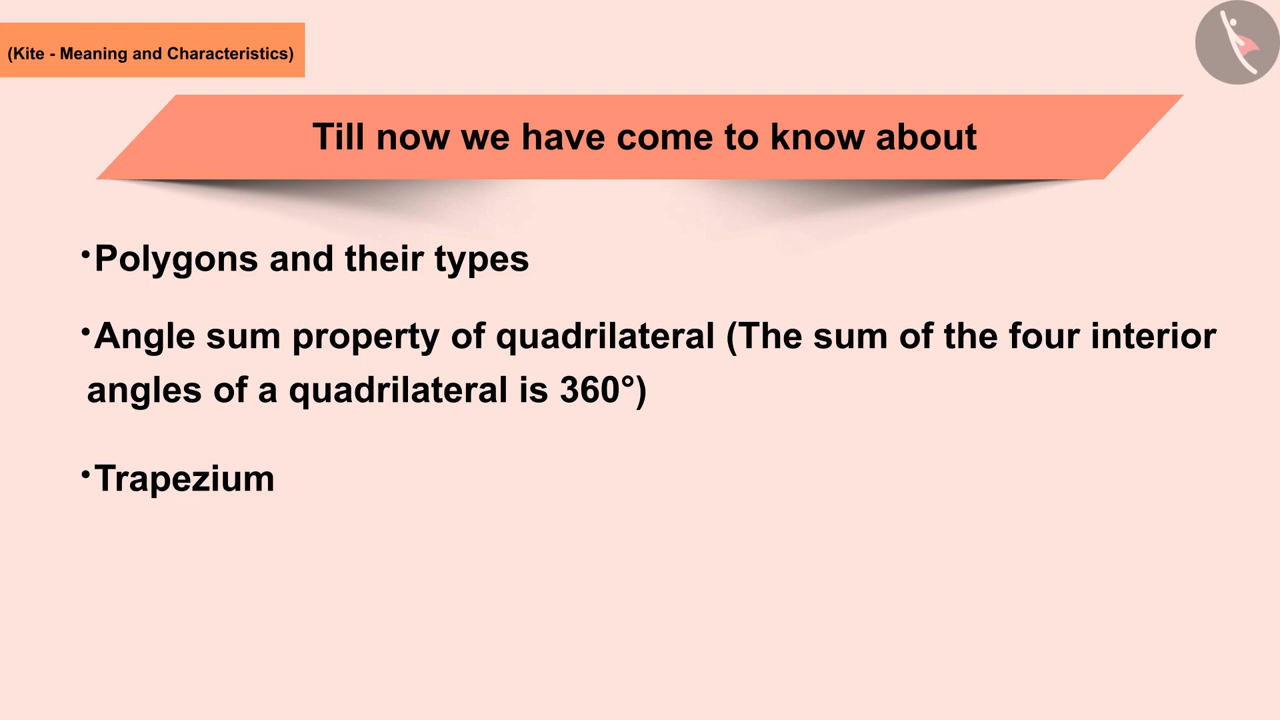 (Kite - Meaning and Characteristics)
Till now we have come to know about
•Polygons and their types
•Angle sum property of quadrilateral (The sum of the four interior
angles of a quadrilateral is 360°)
•Trapezium